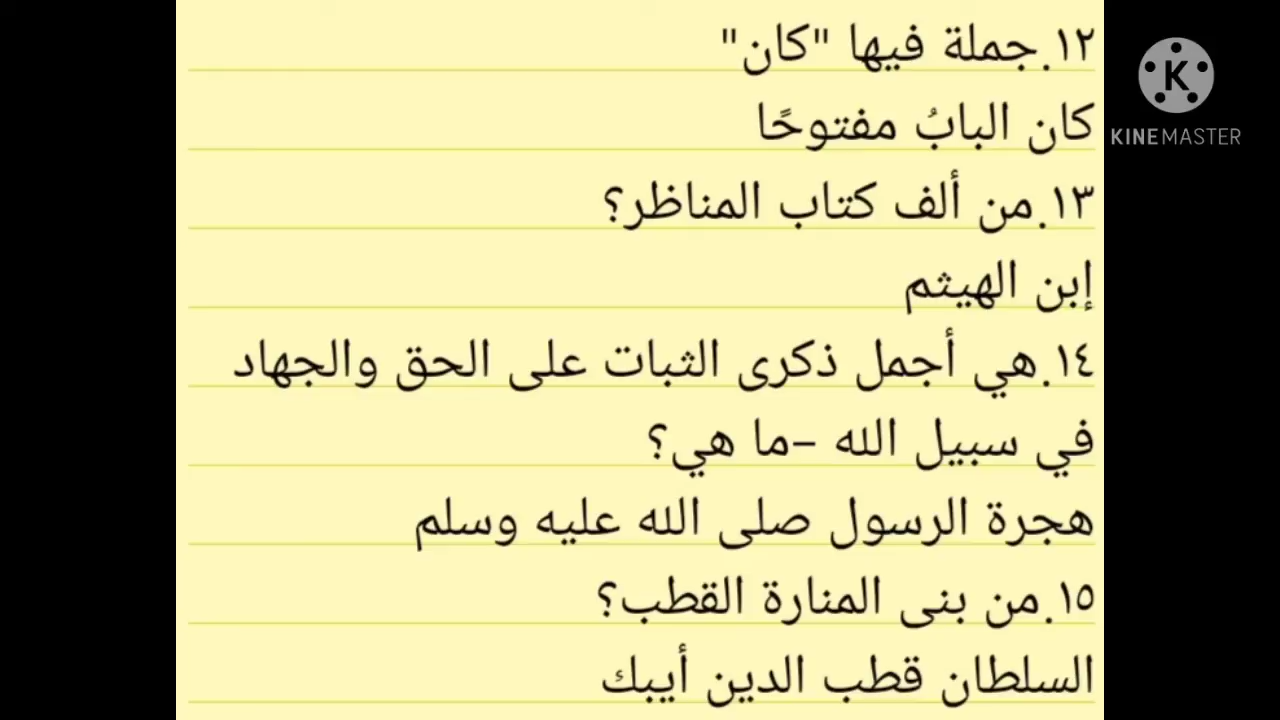 ١٢.جملة فيها "كان"
كان البابُ مفتوحًا
١٣.من ألف كتاب المناظر؟
إبن الهيثم
١٤.هي أجمل ذكرى الثبات على الحق والجهاد
في سبيل الله –ما هي؟
هجرة الرسول صلى الله عليه وسلم
١٥.من بنى المنارة القطب؟
السلطان قطب الدين أيبك
K
KINEMASTER